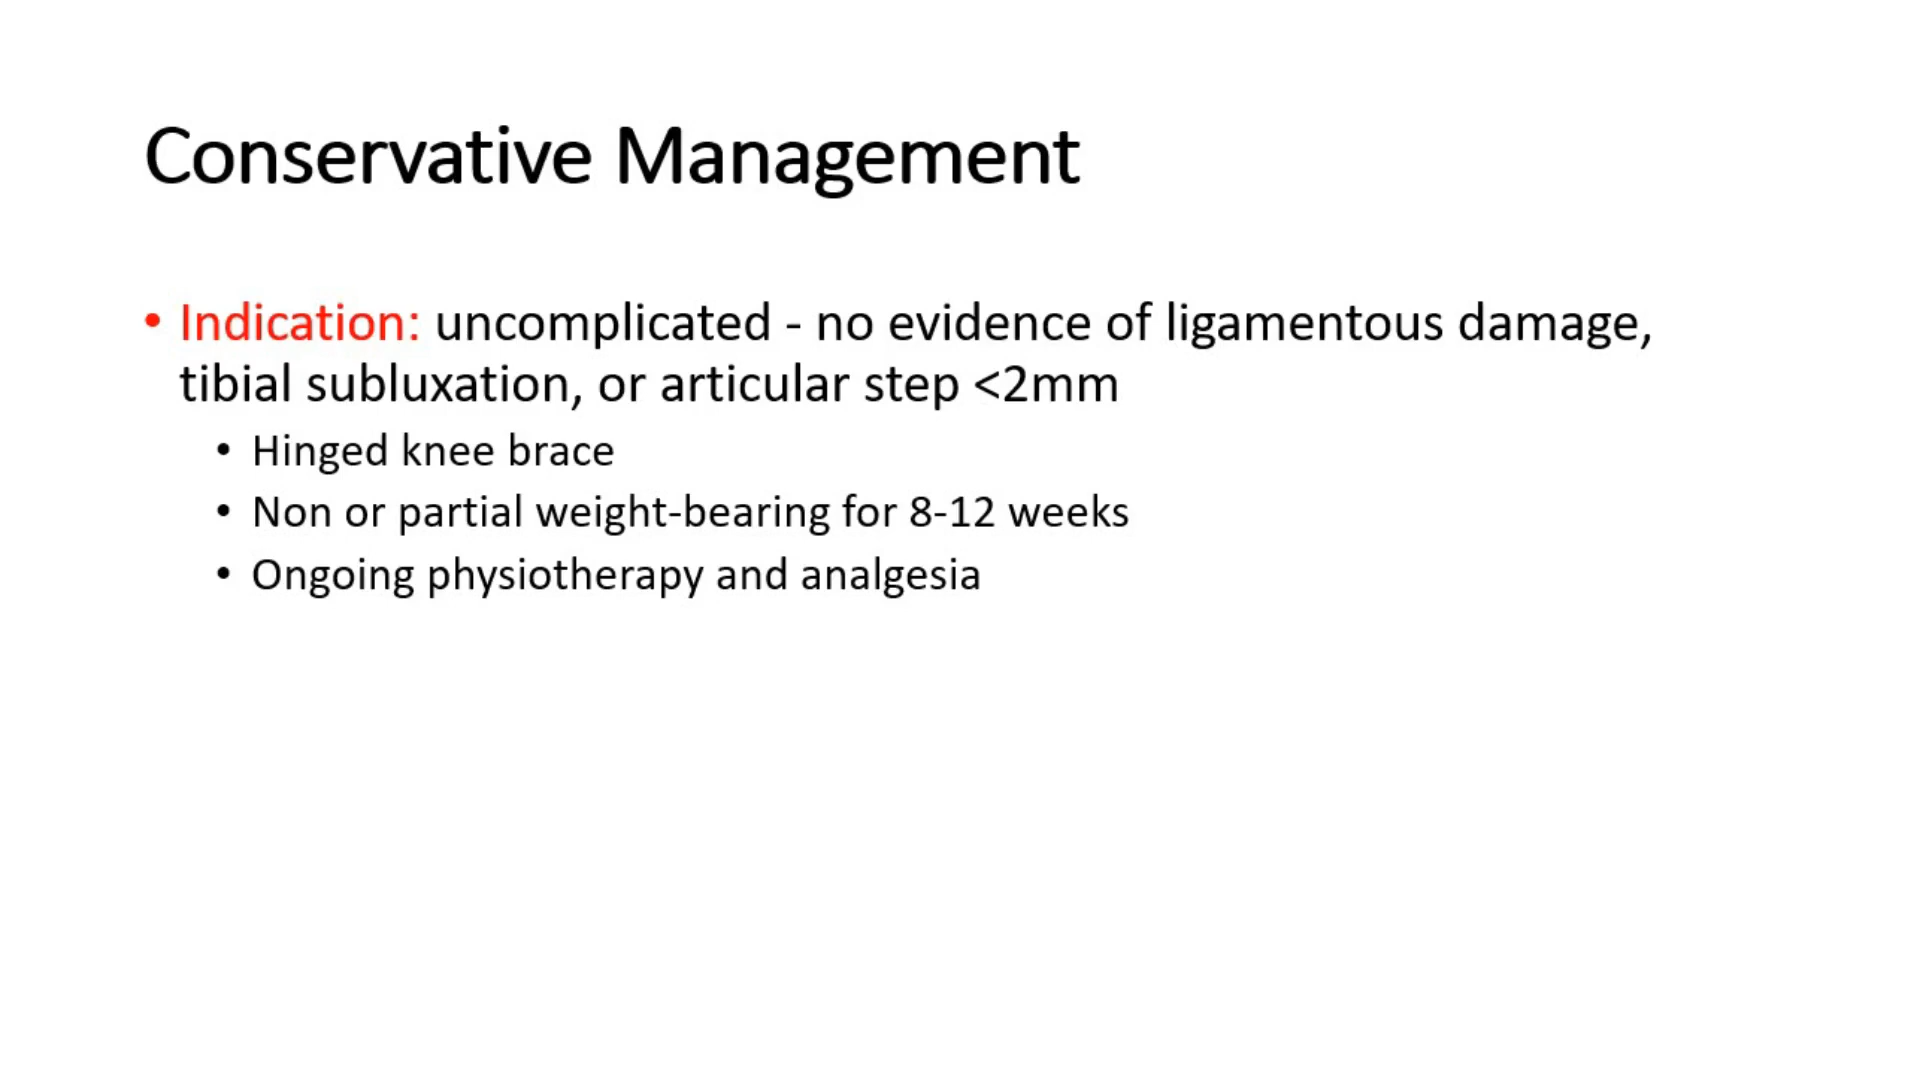 Conservative Management
• Indication: uncomplicated - no evidence of ligamentous damage,
tibial subluxation, or articular step <2mm
• Hinged knee brace
• Non or partial weight-bearing for 8-12 weeks
• Ongoing physiotherapy and analgesia